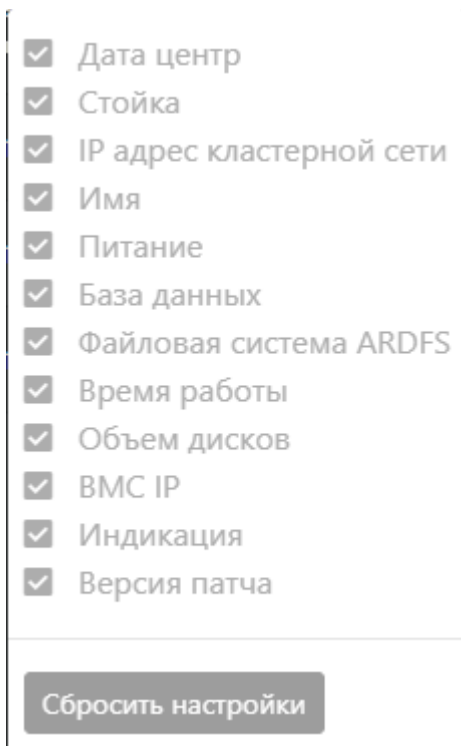 Дата центр
Стойка
IP адрес кластерной сети
Имя
Питание
База данных
Файловая система ARDFS
Время работы
Объем дисков
BMC IP
Индикация
Версия патча
Сбросить настройки